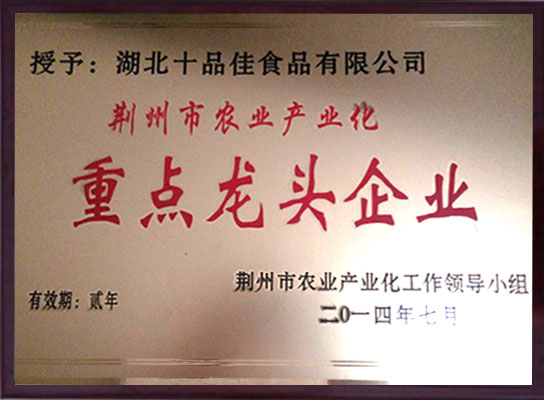 授予：湖北十品佳食品有限公司
荆州市农业产业化
重点龙头企业
荆州市农业产业化工作领导小组
有效期：贰年
二0一四年七月